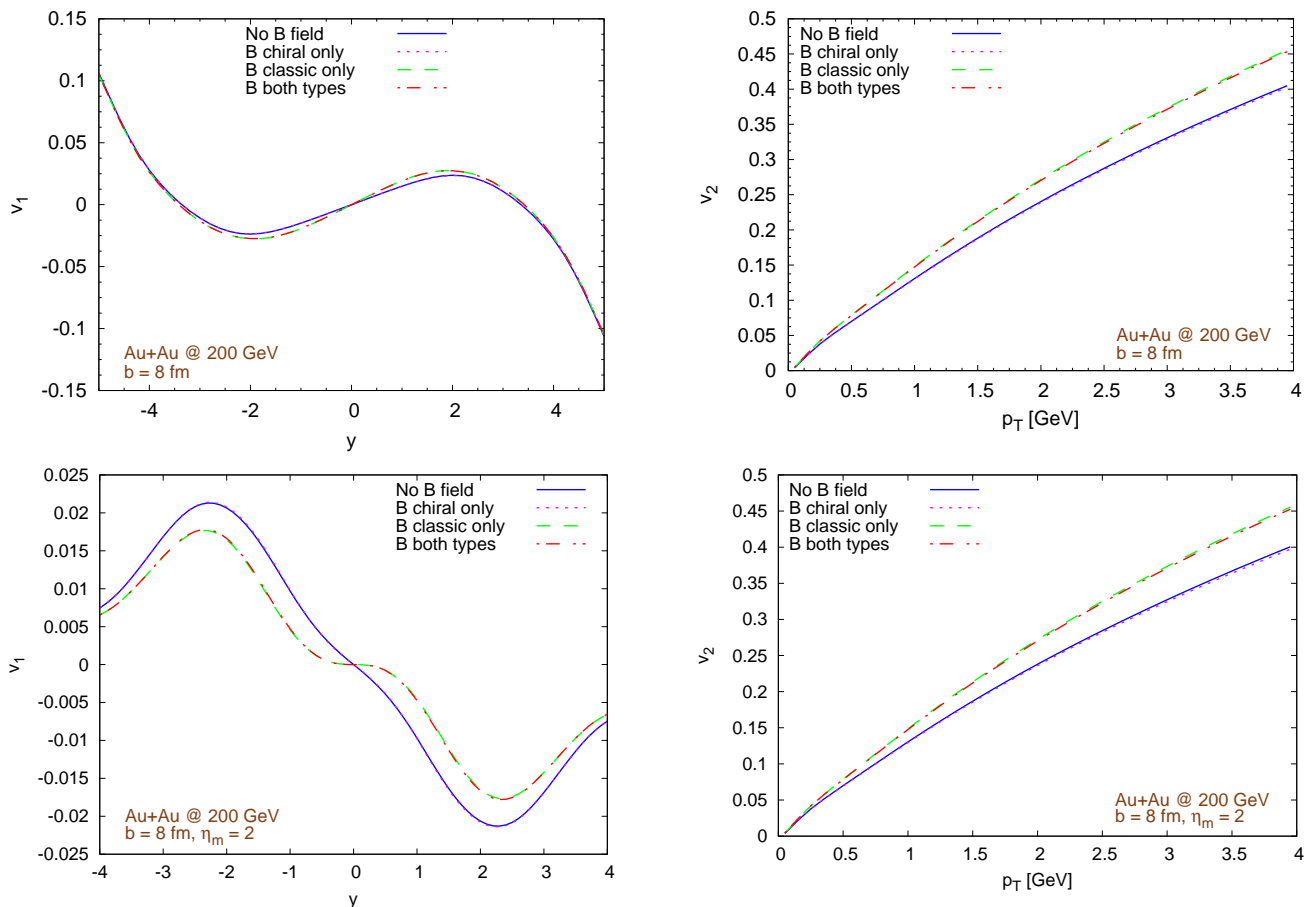 0.15
0.1
0.05
0
-0.05
-0.1
-0.15
-4
-2
0
2
4
v1
y
No B field
B chiral only
B classic only
B both types
Au+Au @ 200 GeV
b = 8 fm
0.5
0.45
0.4
0.35
0.3
0.25
0.2
0.15
0.1
0.05
0
0
0.5
1
1.5
2
2.5
3
3.5
4
v2
pT [GeV]
No B field
B chiral only
B classic only
B both types
Au+Au @ 200 GeV
b = 8 fm
0.025
0.02
0.015
0.01
0.005
0
-0.005
-0.01
-0.015
-0.02
-0.025
-4
-3
-2
-1
0
1
2
3
4
v1
y
No B field
B chiral only
B classic only
B both types
Au+Au @ 200 GeV
b = 8 fm, ηm = 2
0.5
0.45
0.4
0.35
0.3
0.25
0.2
0.15
0.1
0.05
0
0
0.5
1
1.5
2
2.5
3
3.5
4
v2
pT [GeV]
No B field
B chiral only
B classic only
B both types
Au+Au @ 200 GeV
b = 8 fm, ηm = 2